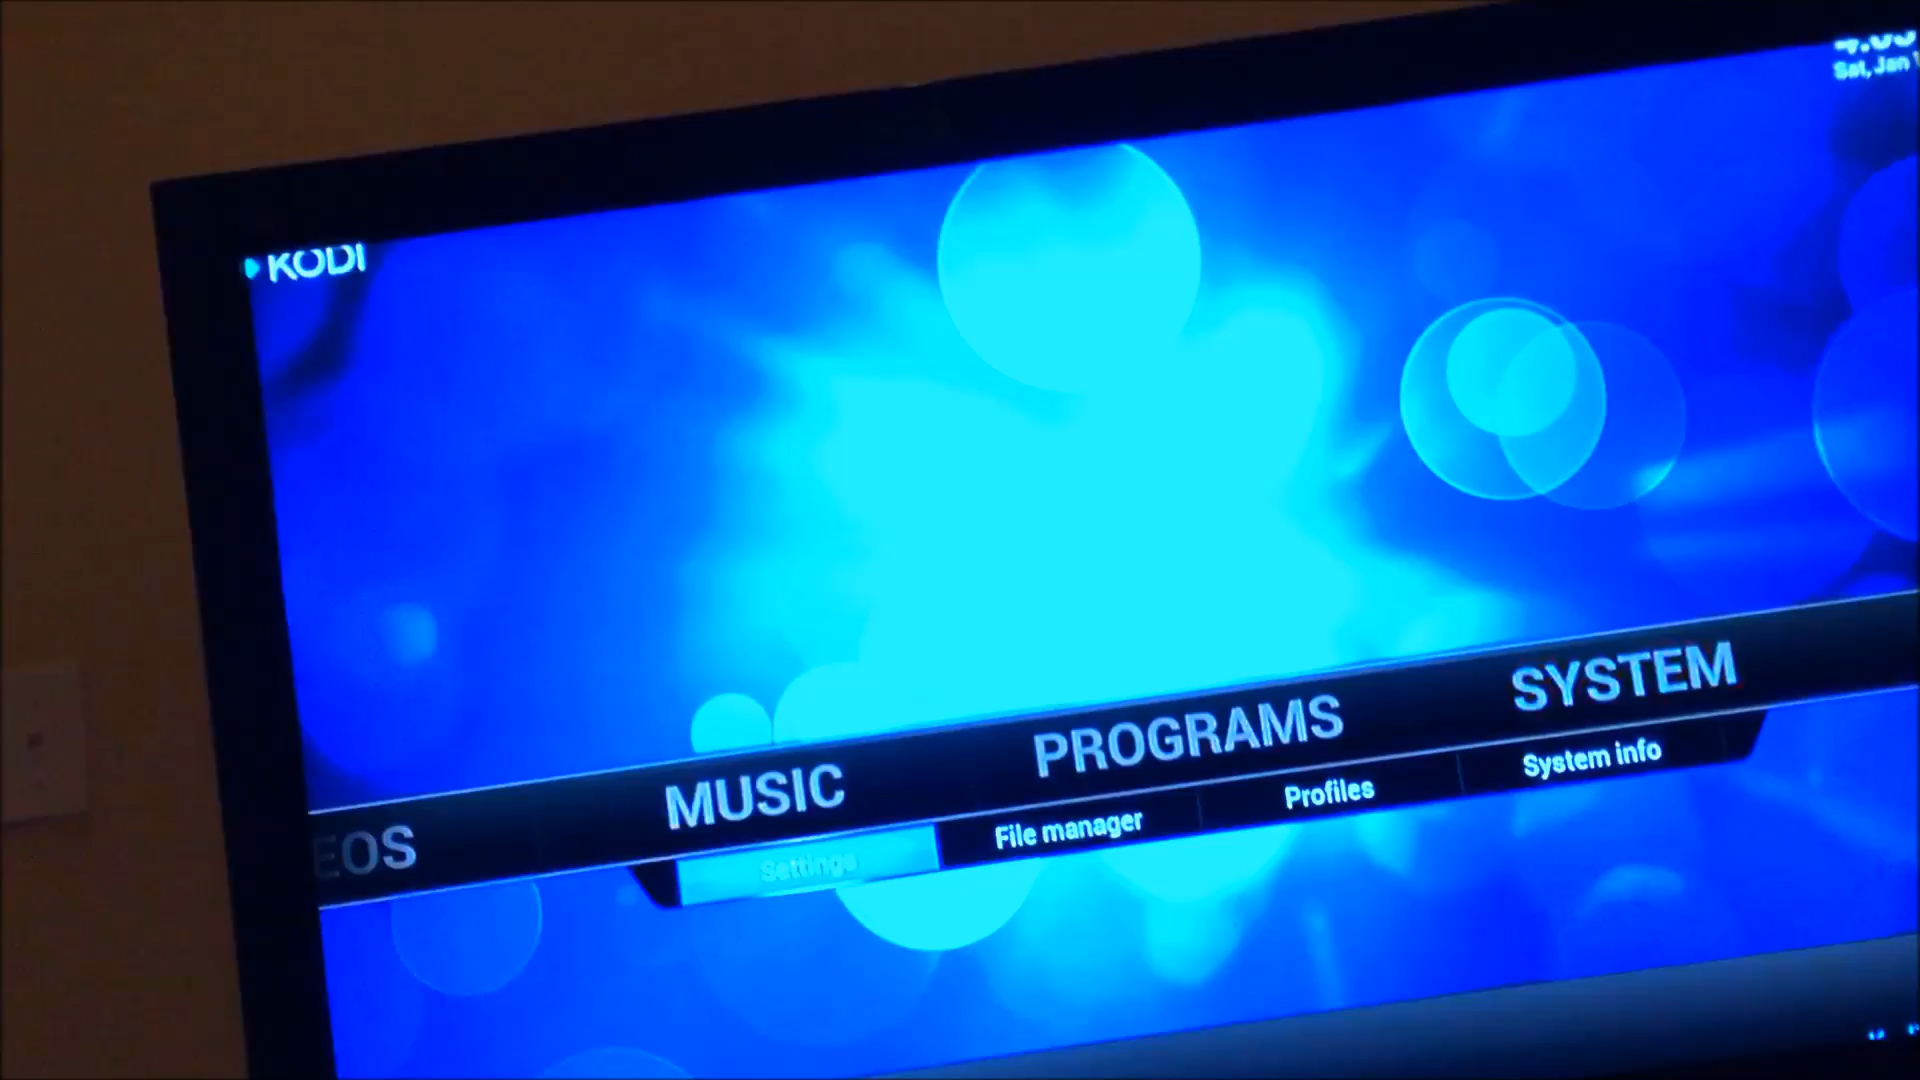 KODI
Sat, Jan
EOS MUSIC PROGRAMS SYSTEM
Settings File manager Profiles System info